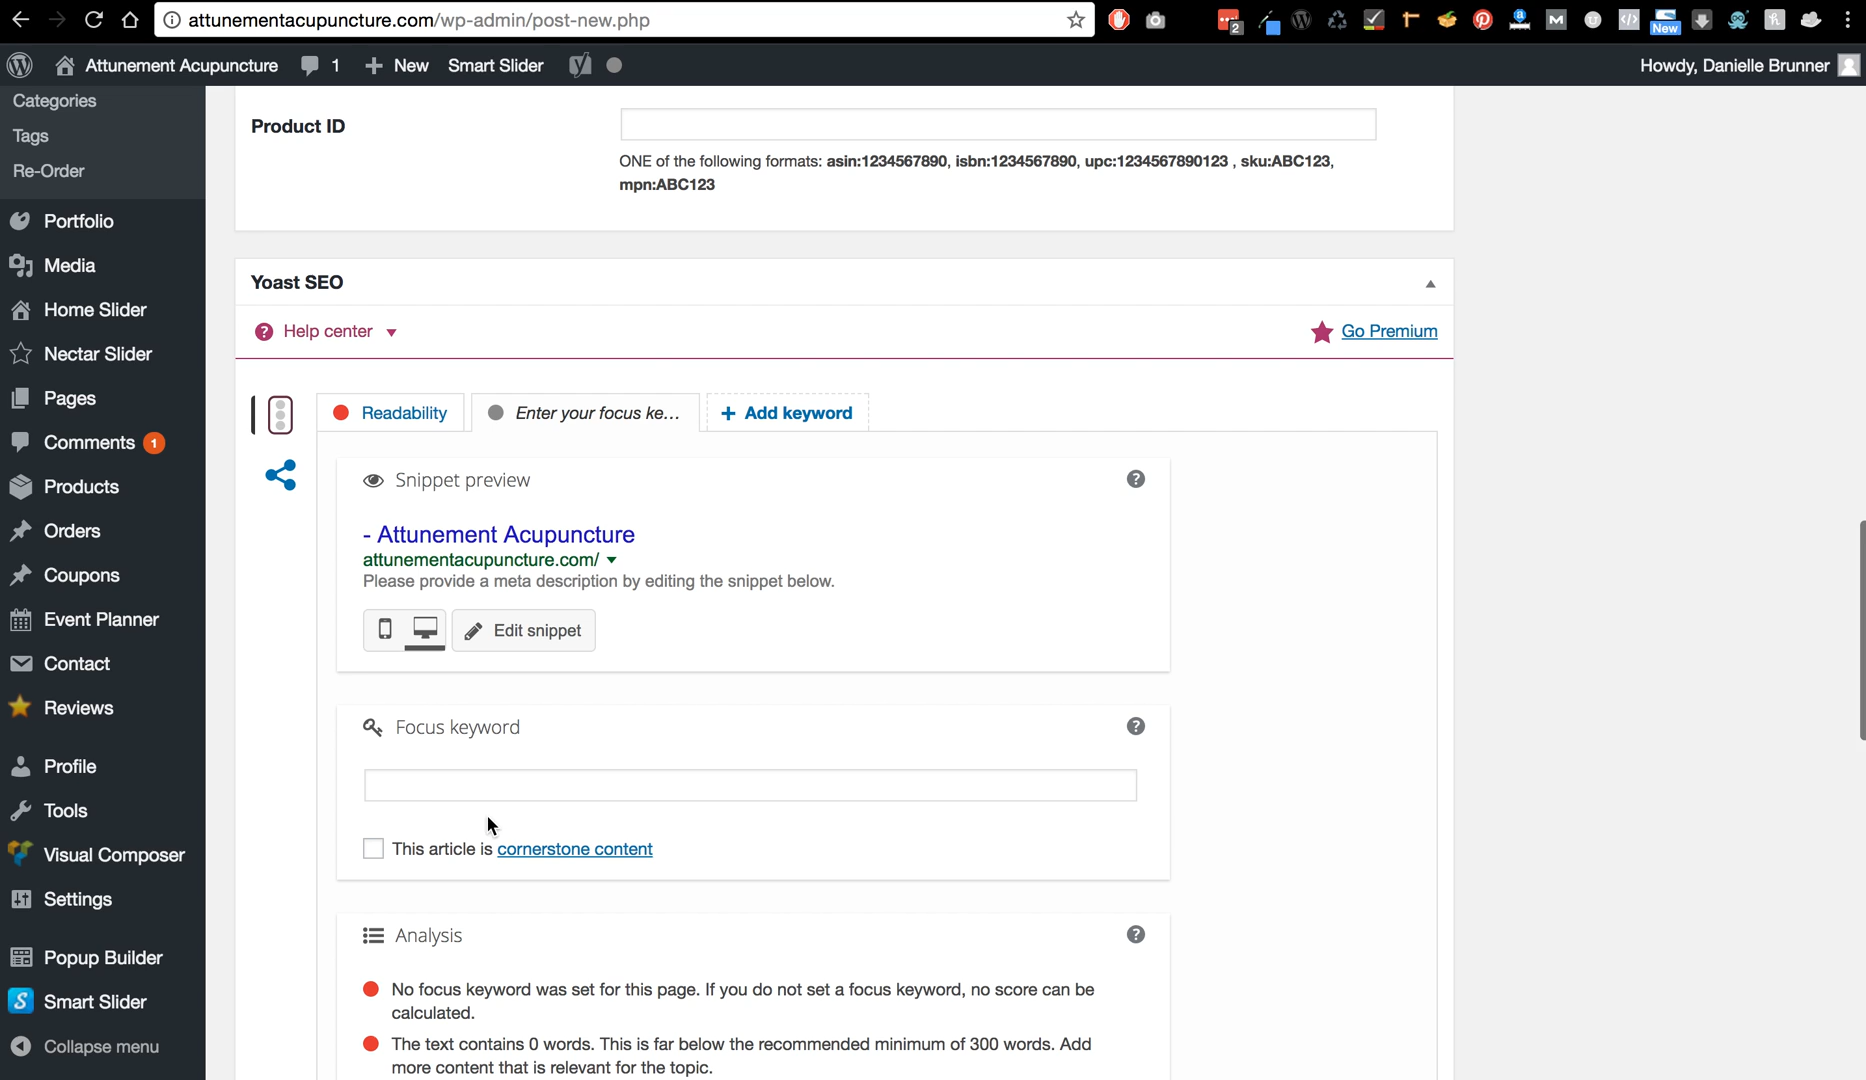 attunementacupuncture.com/wp-admin/post-new.php
2
New
Attunement Acupuncture
1
New
Smart Slider
Howdy, Danielle Brunner
Categories
Tags
Re-Order
Portfolio
Media
Home Slider
Nectar Slider
Pages
Comments 1
Products
Orders
Coupons
Event Planner
Contact
Reviews
Profile
Tools
Visual Composer
Settings
Popup Builder
Smart Slider
Collapse menu
Product ID
ONE of the following formats: asin:1234567890, isbn:1234567890, upc:1234567890123 , sku:ABC123,
mpn:ABC123
Yoast SEO
Help center
Go Premium
Readability
Enter your focus ke...
+ Add keyword
Snippet preview
- Attunement Acupuncture
attunementacupuncture.com/
Please provide a meta description by editing the snippet below.
Edit snippet
Focus keyword
This article is cornerstone content
Analysis
No focus keyword was set for this page. If you do not set a focus keyword, no score can be
calculated.
The text contains 0 words. This is far below the recommended minimum of 300 words. Add
more content that is relevant for the topic.